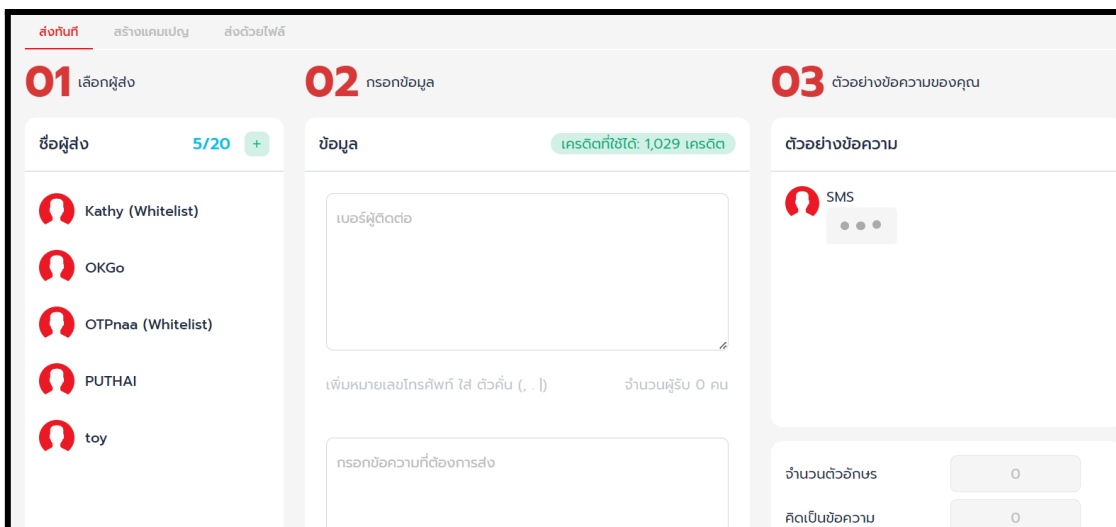 ส่งทันที สร้างแคมเปญ ส่งด้วยไฟล์
01 เลือกผู้ส่ง
ชื่อผู้ส่ง 5/20 +
Kathy (Whitelist)
OKGo
OTPnaa (Whitelist)
PUTHAI
toy
02 กรอกข้อมูล
ข้อมูล เครดิตที่ใช้ได้: 1,029 เครดิต
เบอร์ผู้ติดต่อ
เพิ่มหมายเลขโทรศัพท์ ใส่ ตัวคั่น (, . |) จำนวนผู้รับ 0 คน
กรอกข้อความที่ต้องการส่ง
03 ตัวอย่างข้อความของคุณ
ตัวอย่างข้อความ
SMS
จำนวนตัวอักษร 0
คิดเป็นข้อความ 0